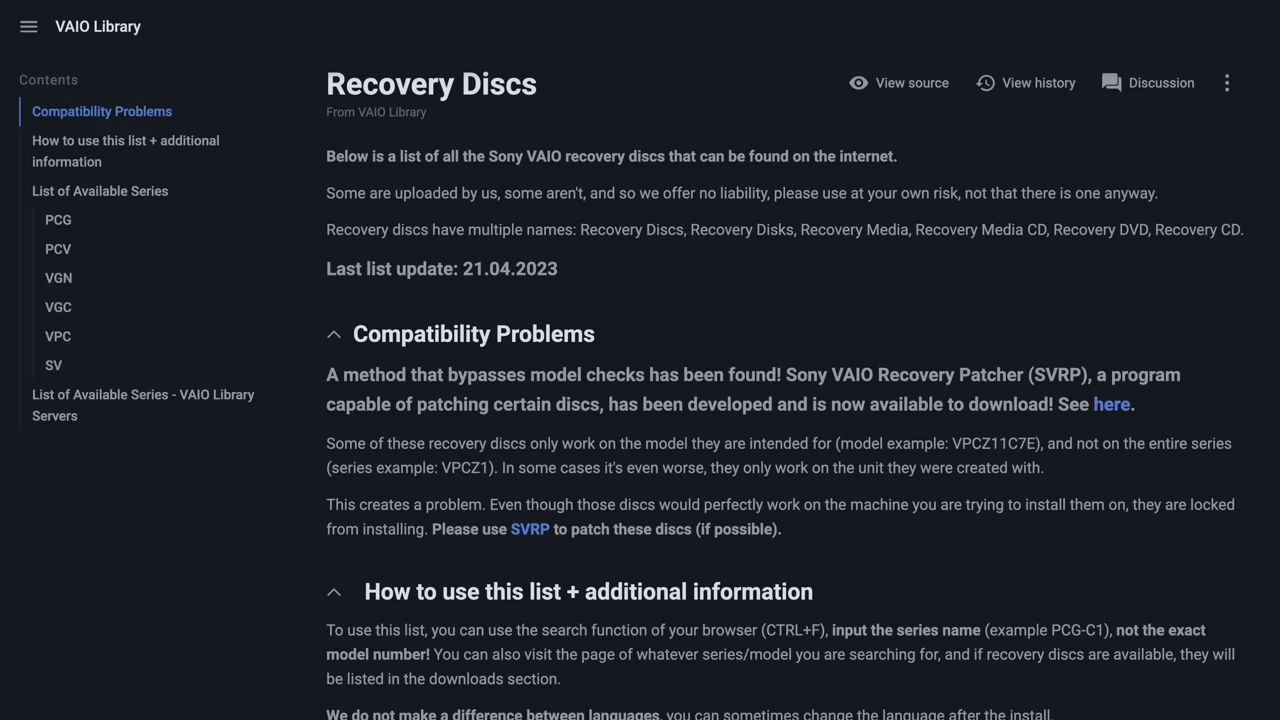 VAIO Library
Contents
Compatibility Problems
How to use this list + additional
information
List of Available Series
PCG
PCV
VGN
VGC
VPC
SV
List of Available Series - VAIO Library
Servers
Recovery Discs
View source
View history
Discussion
From VAIO Library
Below is a list of all the Sony VAIO recovery discs that can be found on the internet.
Some are uploaded by us, some aren't, and so we offer no liability, please use at your own risk, not that there is one anyway.
Recovery discs have multiple names: Recovery Discs, Recovery Disks, Recovery Media, Recovery Media CD, Recovery DVD, Recovery CD.
Last list update: 21.04.2023
Compatibility Problems
A method that bypasses model checks has been found! Sony VAIO Recovery Patcher (SVRP), a program
capable of patching certain discs, has been developed and is now available to download! See here.
Some of these recovery discs only work on the model they are intended for (model example: VPCZ11C7E), and not on the entire series
(series example: VPCZ1). In some cases it's even worse, they only work on the unit they were created with.
This creates a problem. Even though those discs would perfectly work on the machine you are trying to install them on, they are locked
from installing. Please use SVRP to patch these discs (if possible).
How to use this list + additional information
To use this list, you can use the search function of your browser (CTRL+F), input the series name (example PCG-C1), not the exact
model number! You can also visit the page of whatever series/model you are searching for, and if recovery discs are available, they will
be listed in the downloads section.
We do not make a difference between languages, you can sometimes change the language after the install.